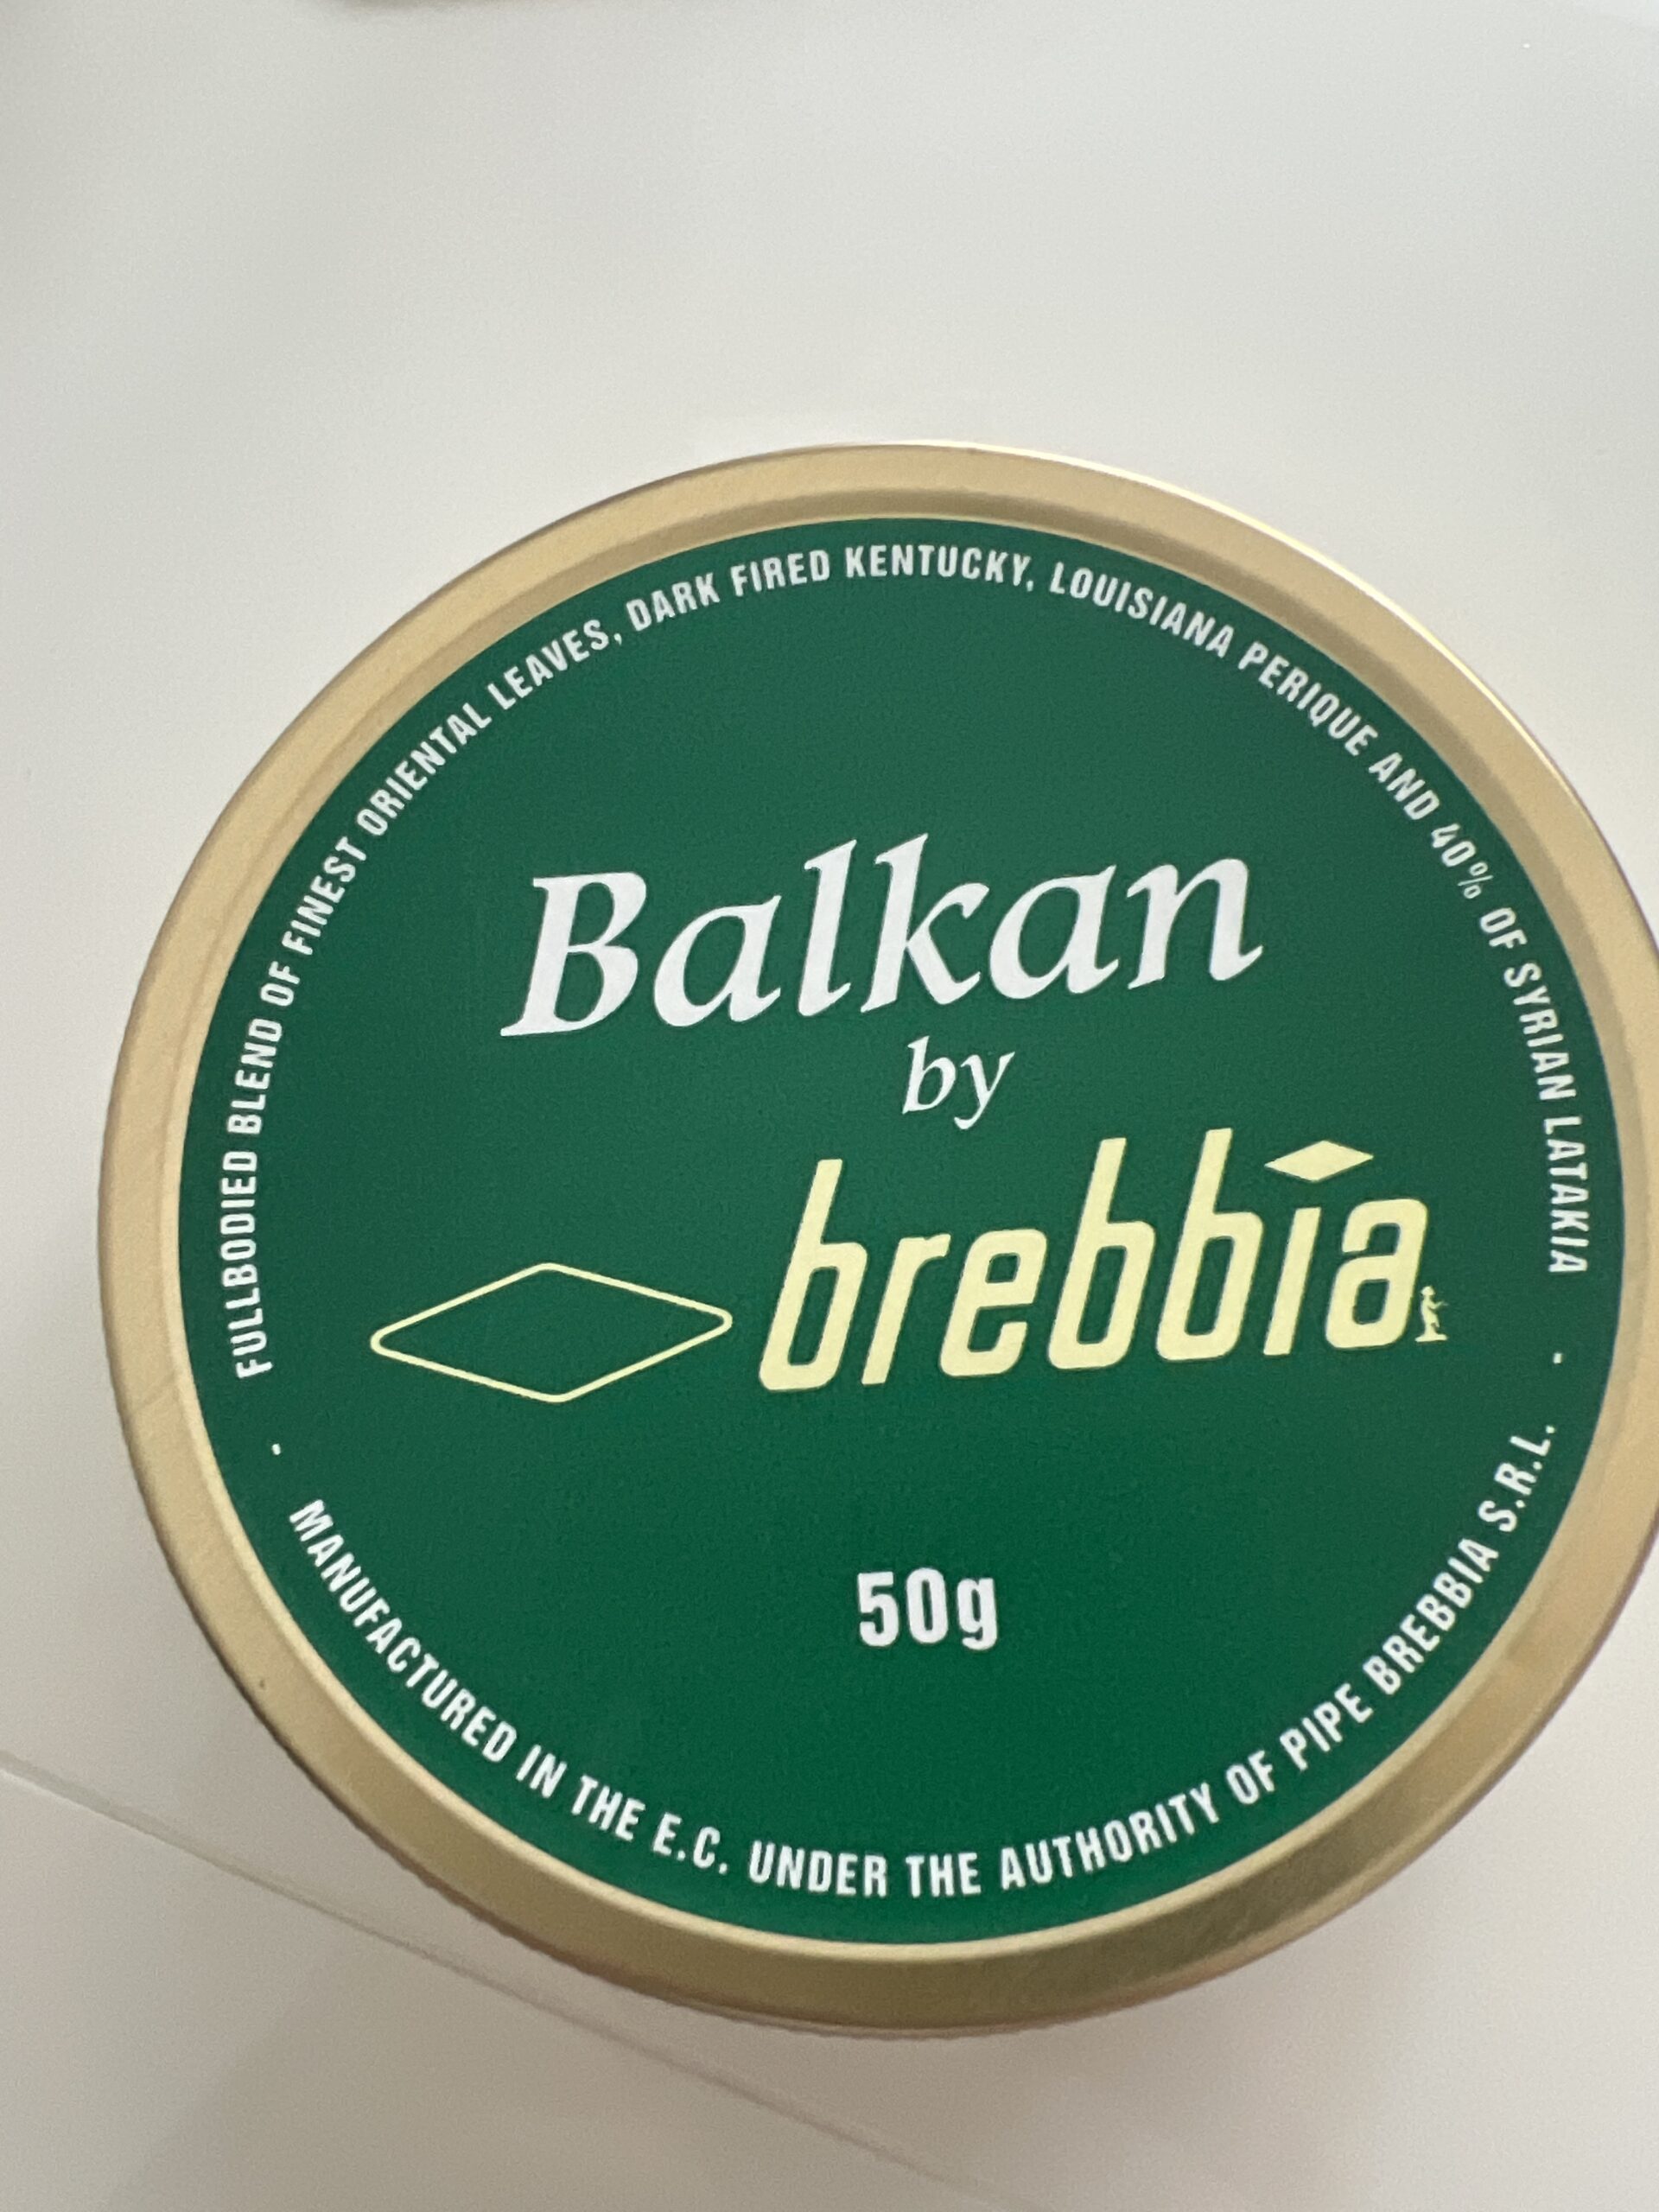 FULLBODIED BLEND OF FINEST ORIENTAL LEAVES, DARK FIRED KENTUCKY, LOUISIANA PERIQUE AND 40% OF SYRIAN LATAKIA
Balkan
by
brebbia
50g
· MANUFACTURED IN THE E.C. UNDER THE AUTHORITY OF PIPE BREBBIA S.R.L. ·